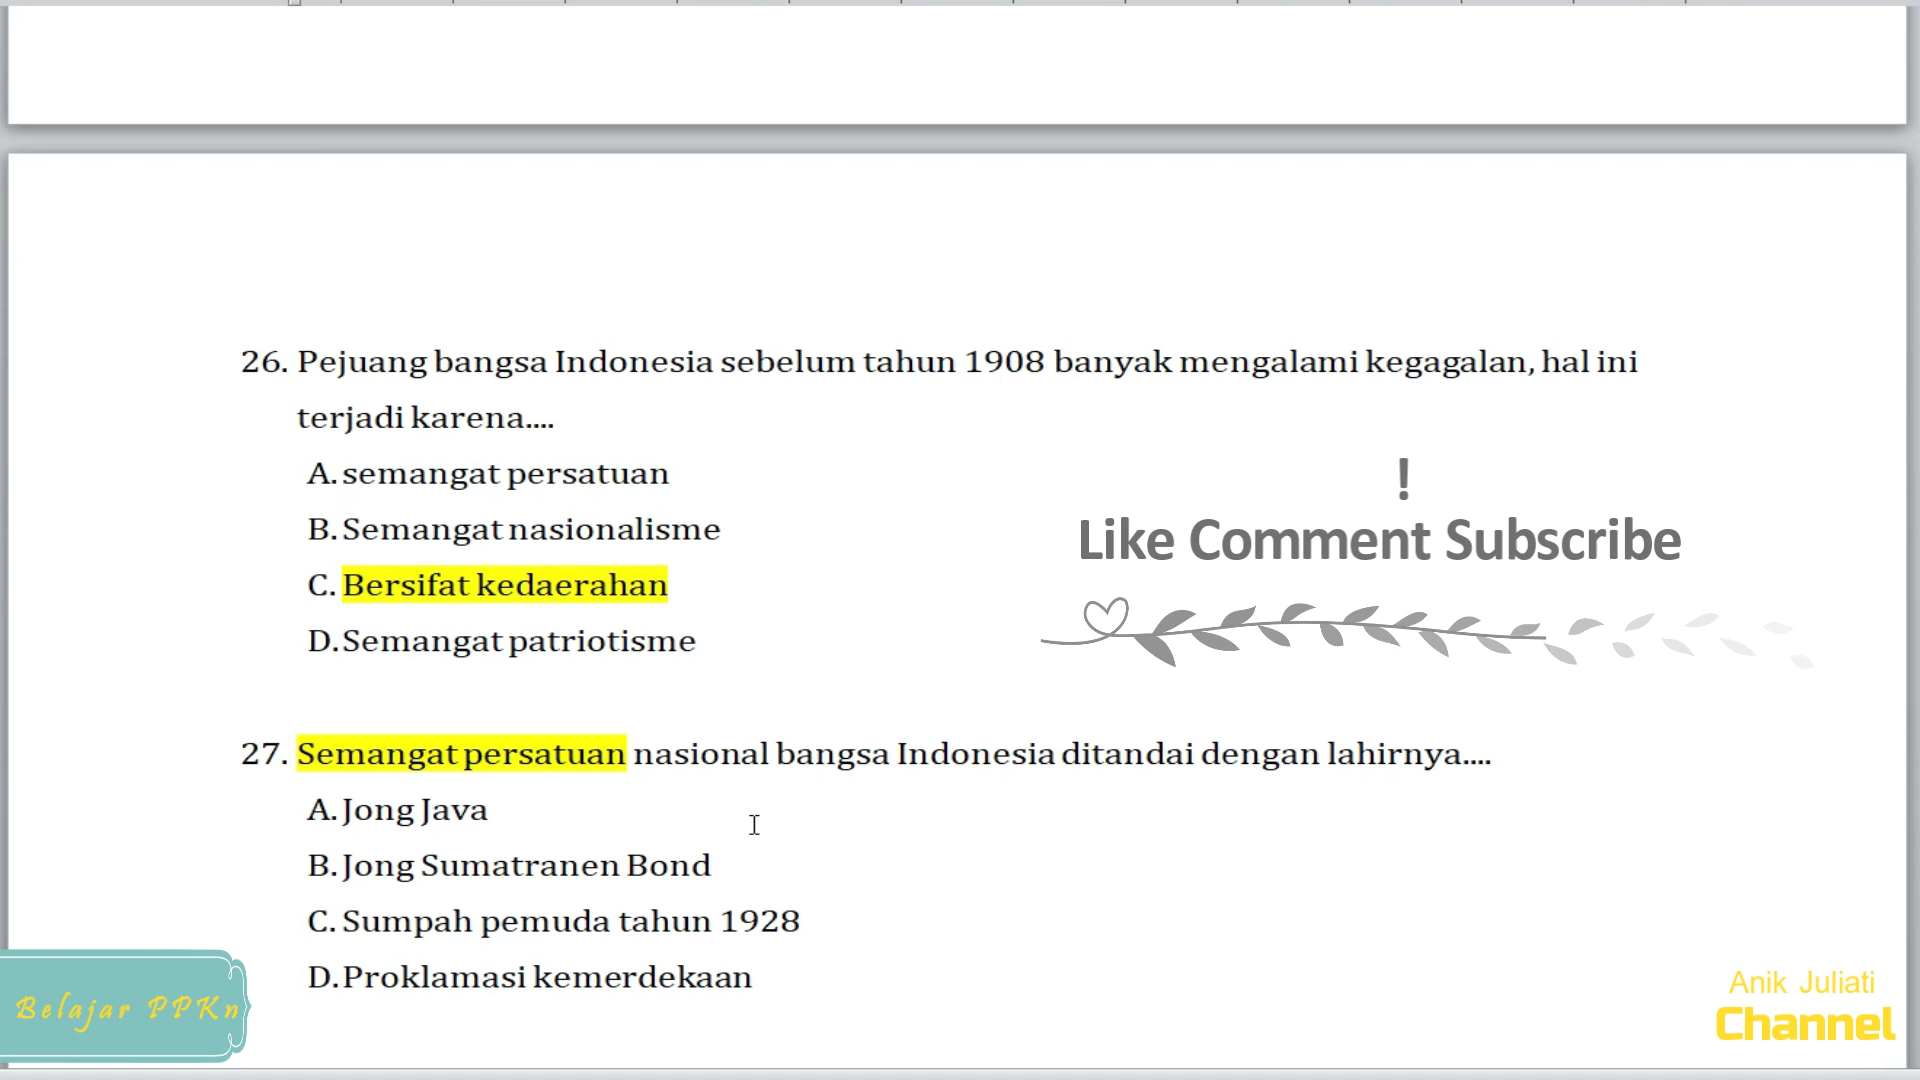 26. Pejuang bangsa Indonesia sebelum tahun 1908 banyak mengalami kegagalan, hal ini
terjadi karena....
A. semangat persatuan
B. Semangat nasionalisme
C. Bersifat kedaerahan
D. Semangat patriotisme
!
Like Comment Subscribe
27. Semangat persatuan nasional bangsa Indonesia ditandai dengan lahirnya....
A. Jong Java
B. Jong Sumatranen Bond
C. Sumpah pemuda tahun 1928
D. Proklamasi kemerdekaan
Belajar PPKn
Anik Juliati
Channel